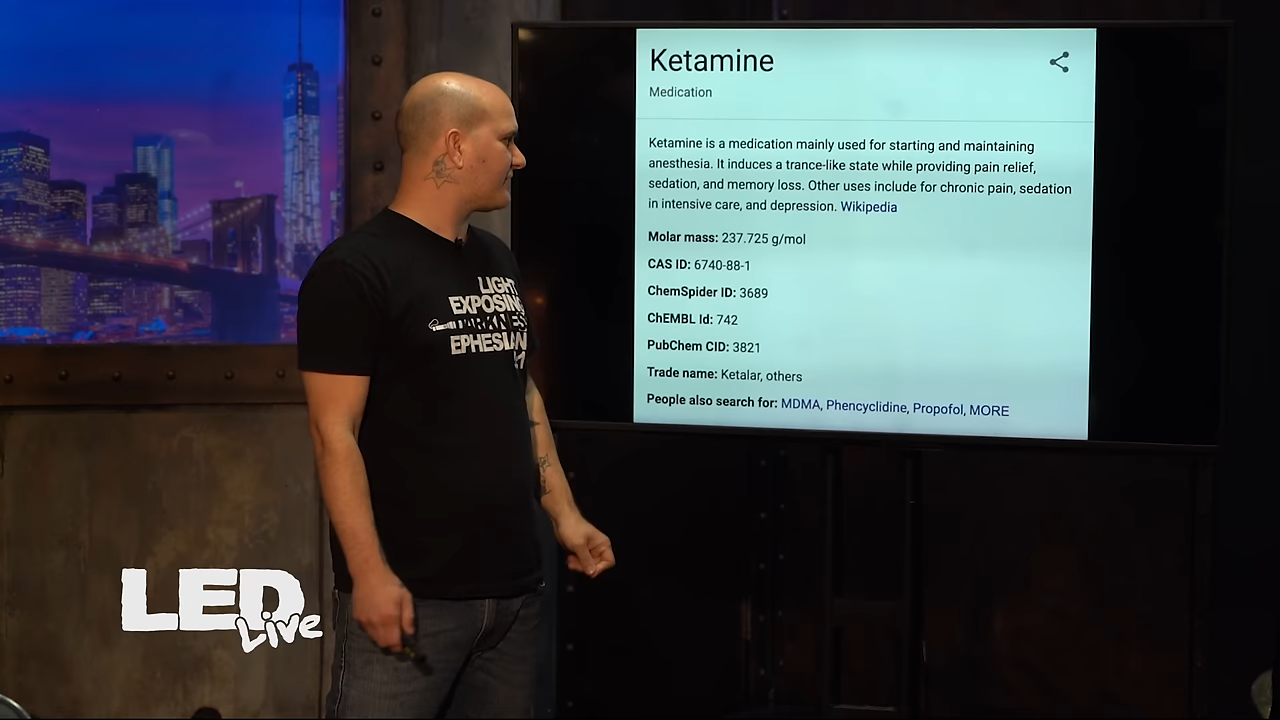 Ketamine
Medication
Ketamine is a medication mainly used for starting and maintaining
anesthesia. It induces a trance-like state while providing pain relief,
sedation, and memory loss. Other uses include for chronic pain, sedation
in intensive care, and depression. Wikipedia
Molar mass: 237.725 g/mol
CAS ID: 6740-88-1
ChemSpider ID: 3689
ChEMBL Id: 742
PubChem CID: 3821
Trade name: Ketalar, others
People also search for: MDMA, Phencyclidine, Propofol, MORE
LIGHT
EXPOSING
DARKNES
EPHESIAN
LED
Live